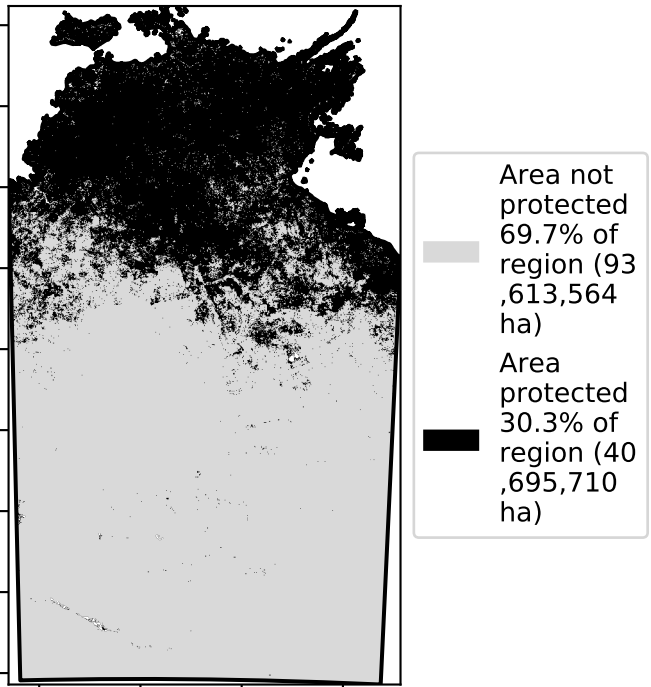 Area not
protected
69.7% of
region (93
,613,564
ha)
Area
protected
30.3% of
region (40
,695,710
ha)